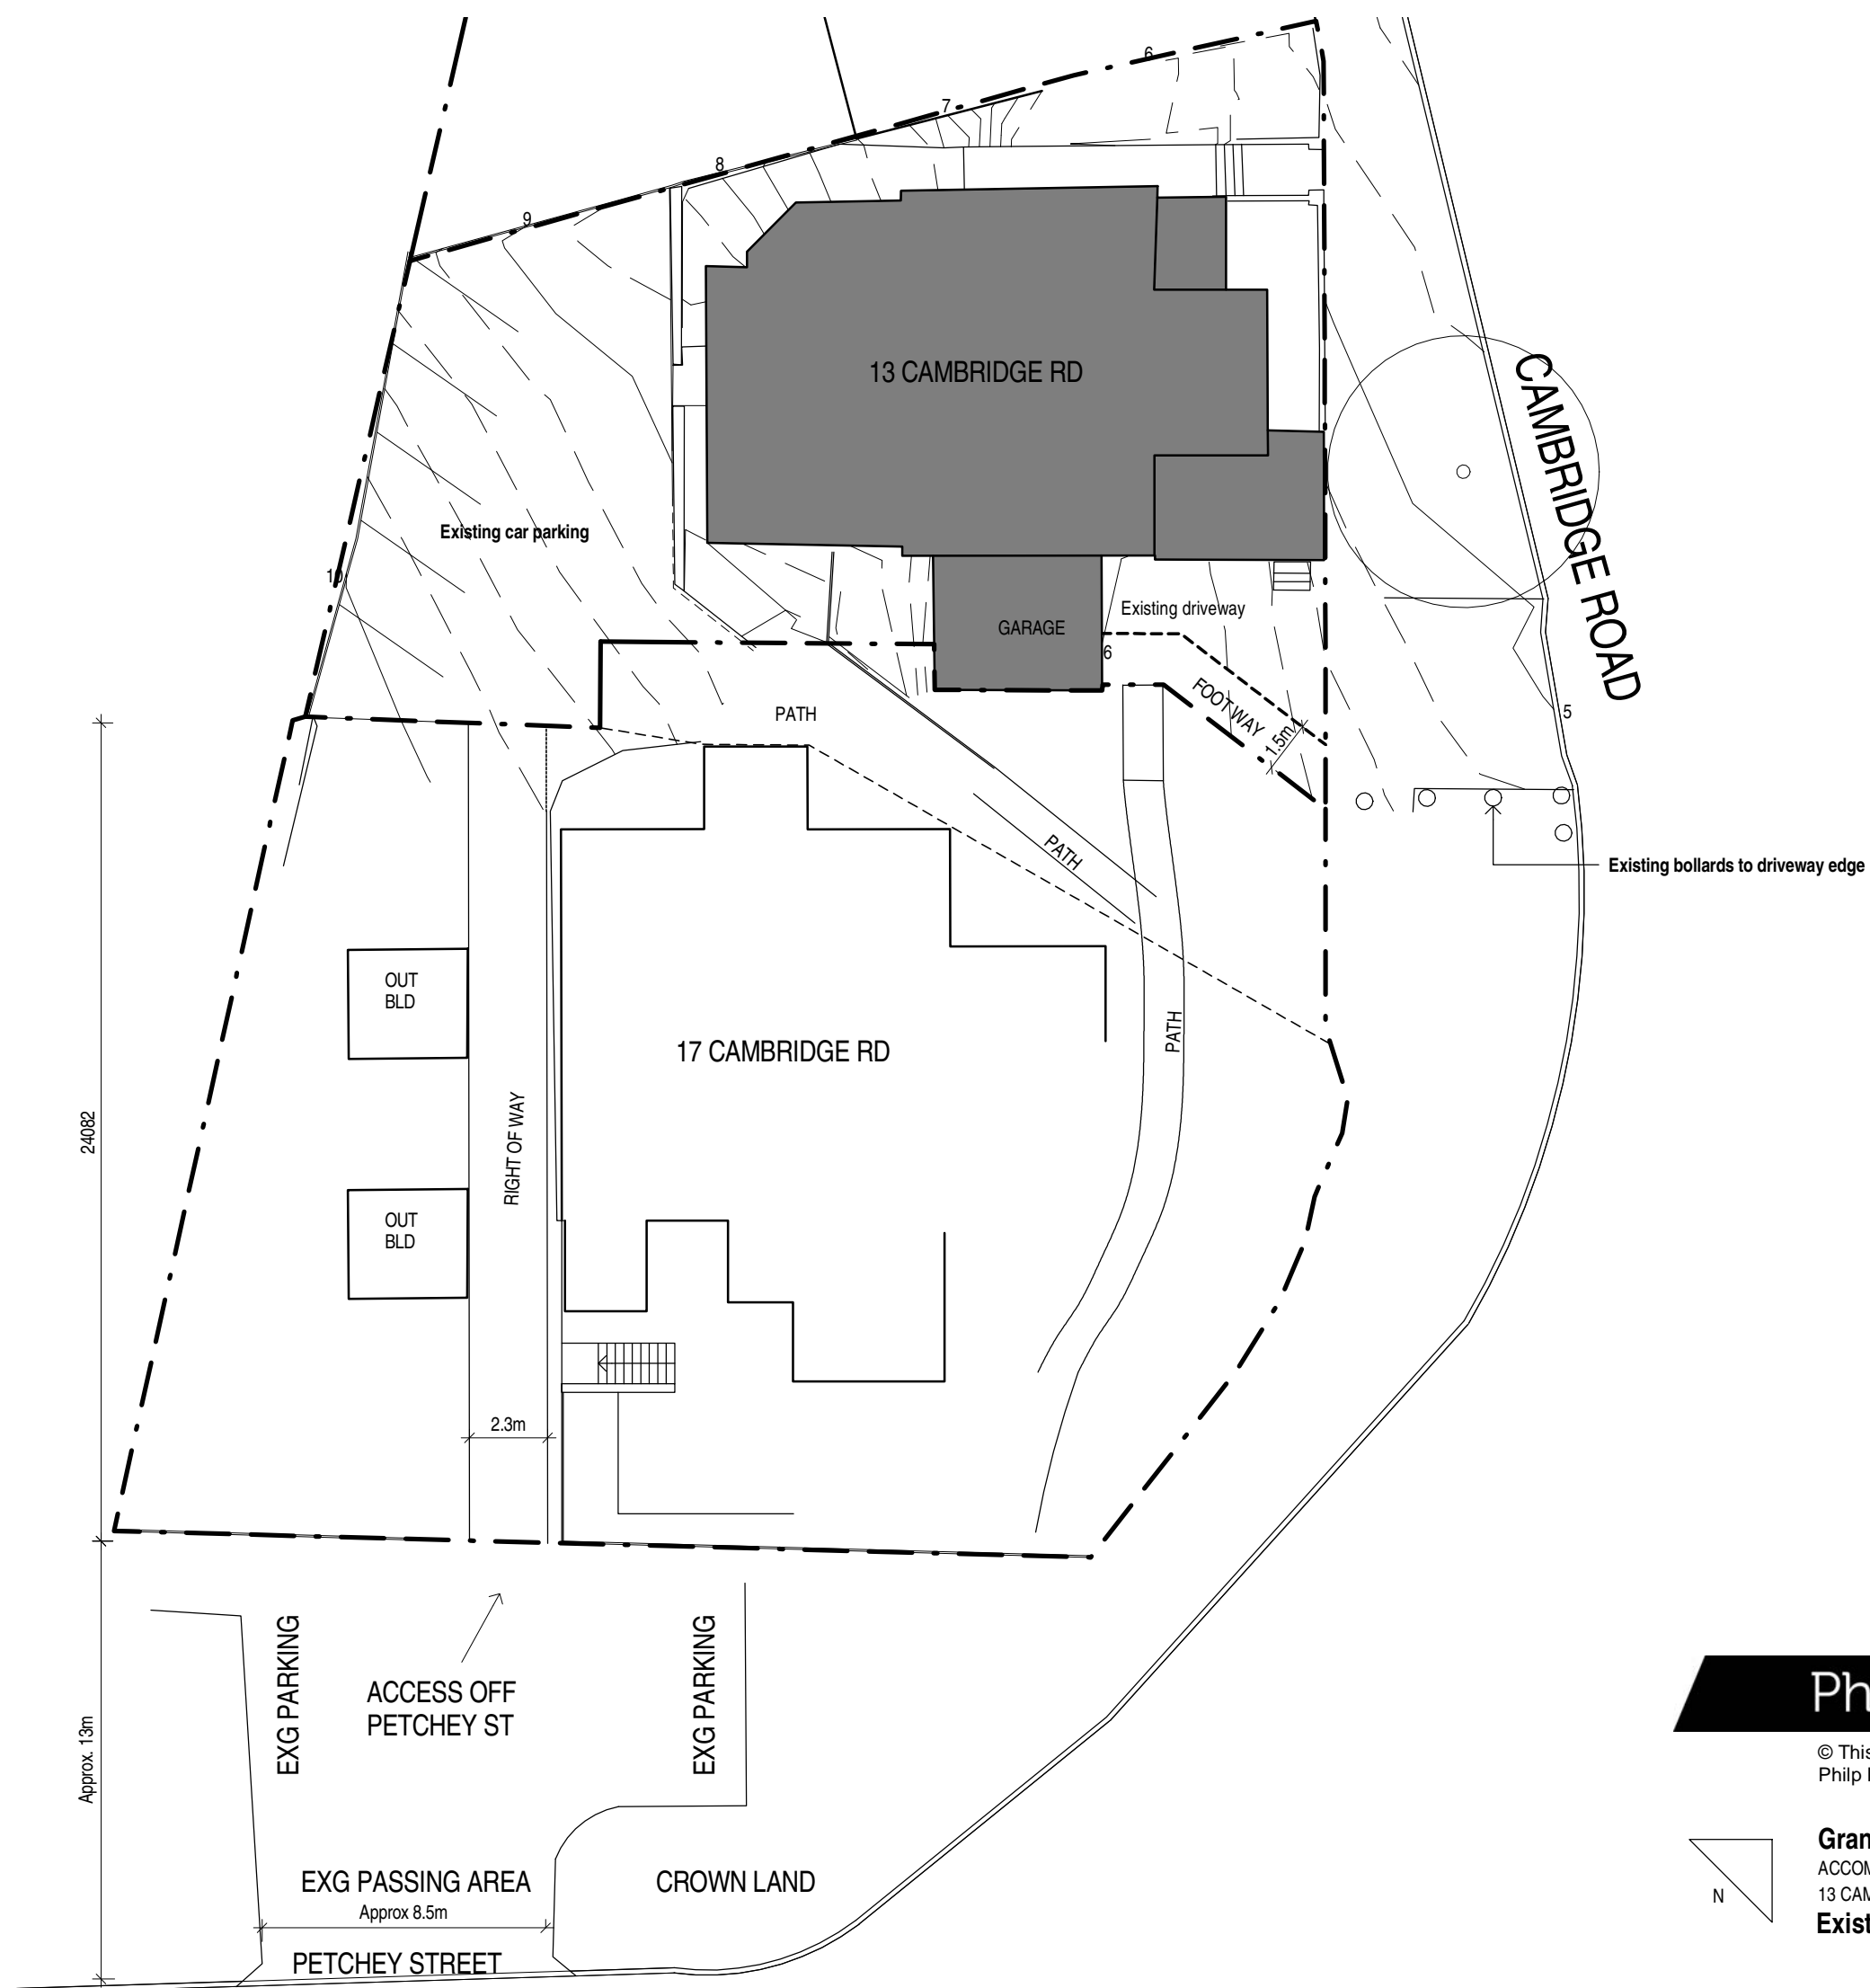 6
7
8
9
13 CAMBRIDGE RD
CAMBRIDGE ROAD
Existing car parking
10
Existing driveway
GARAGE
6
FOOTWAY
1.5m
PATH
5
PATH
Existing bollards to driveway edge
OUT
BLD
17 CAMBRIDGE RD
PATH
24082
RIGHT OF WAY
OUT
BLD
2.3m
EXG PARKING
EXG PARKING
ACCESS OFF
PETCHEY ST
Approx. 13m
EXG PASSING AREA
Approx 8.5m
CROWN LAND
PETCHEY STREET
Ph
© This
Philp
N
Gran
ACCOM
13 CAM
Exist